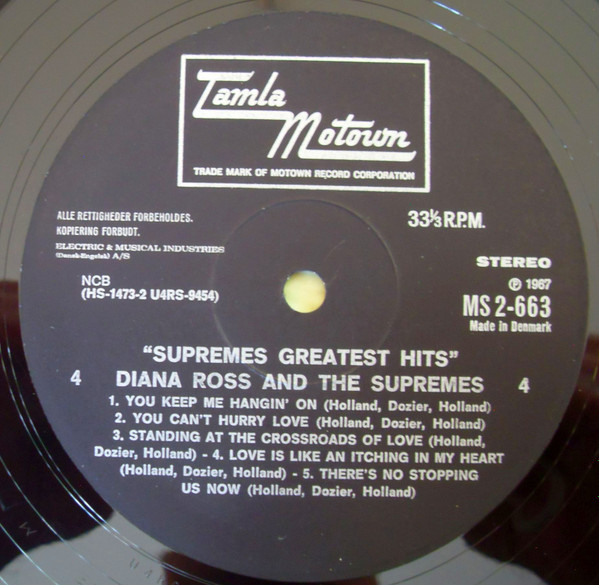 Tamla
Motown
TRADE MARK OF MOTOWN RECORD CORPORATION
ALLE RETTIGHEDER FORBEHOLDES.
KOPIERING FORBUDT.
ELECTRIC & MUSICAL INDUSTRIES
(Dansk-Engelsk) A/S
33⅓ R.P.M.
NCB
(HS-1473-2 U4RS-9454)
STEREO
℗ 1967
MS 2-663
Made in Denmark
"SUPREMES GREATEST HITS"
4 DIANA ROSS AND THE SUPREMES 4
1. YOU KEEP ME HANGIN' ON (Holland, Dozier, Holland)
2. YOU CAN'T HURRY LOVE (Holland, Dozier, Holland)
3. STANDING AT THE CROSSROADS OF LOVE (Holland,
Dozier, Holland) - 4. LOVE IS LIKE AN ITCHING IN MY HEART
(Holland, Dozier, Holland) - 5. THERE'S NO STOPPING
US NOW (Holland, Dozier, Holland)